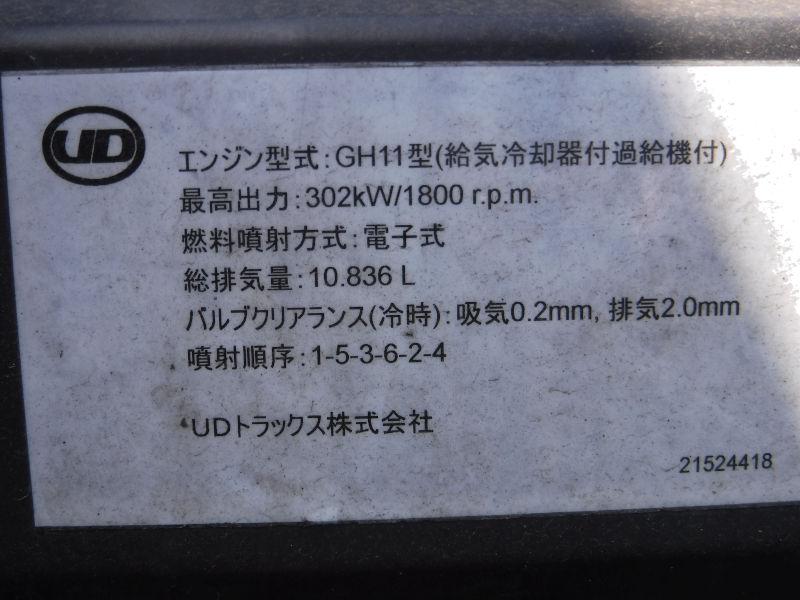 UD
エンジン型式:GH11型(給気冷却器付過給機付)
最高出力:302kW/1800 r.p.m.
燃料噴射方式:電子式
総排気量:10.836 L
バルブクリアランス(冷時):吸気0.2mm, 排気2.0mm
噴射順序:1-5-3-6-2-4
UDトラックス株式会社
21524418